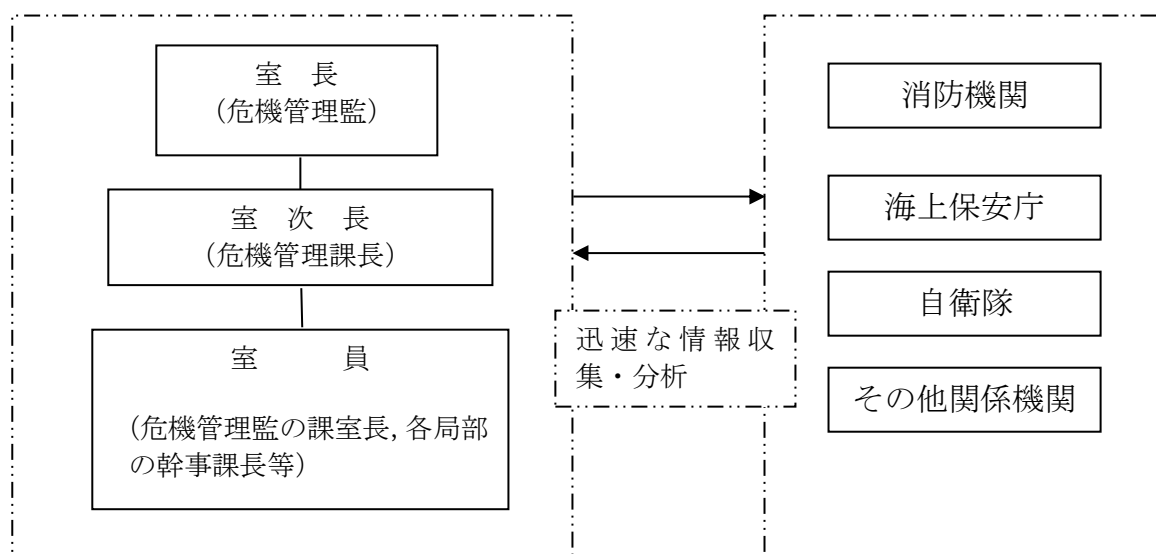 室　長
(危機管理監)
室　次　長
(危機管理課長)
室　　　員
(危機管理監の課室長,各局部
の幹事課長等)
迅速な情報収
集・分析
消防機関
海上保安庁
自衛隊
その他関係機関